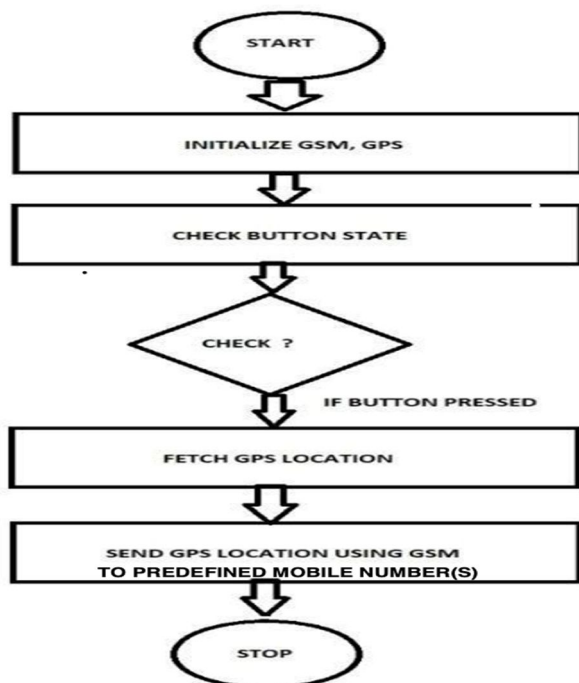 START
INITIALIZE GSM, GPS
CHECK BUTTON STATE
CHECK ?
IF BUTTON PRESSED
FETCH GPS LOCATION
SEND GPS LOCATION USING GSM
TO PREDEFINED MOBILE NUMBER(S)
STOP